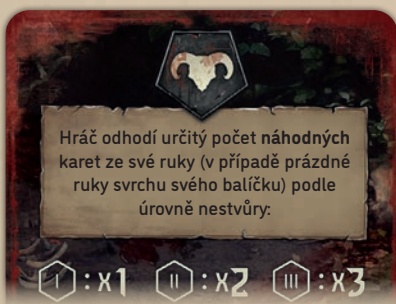 Hráč odhodí určitý počet náhodných
karet ze své ruky (v případě prázdné
ruky svrchu svého balíčku) podle
úrovně nestvůry:
I : x1 II : x2 III : x3